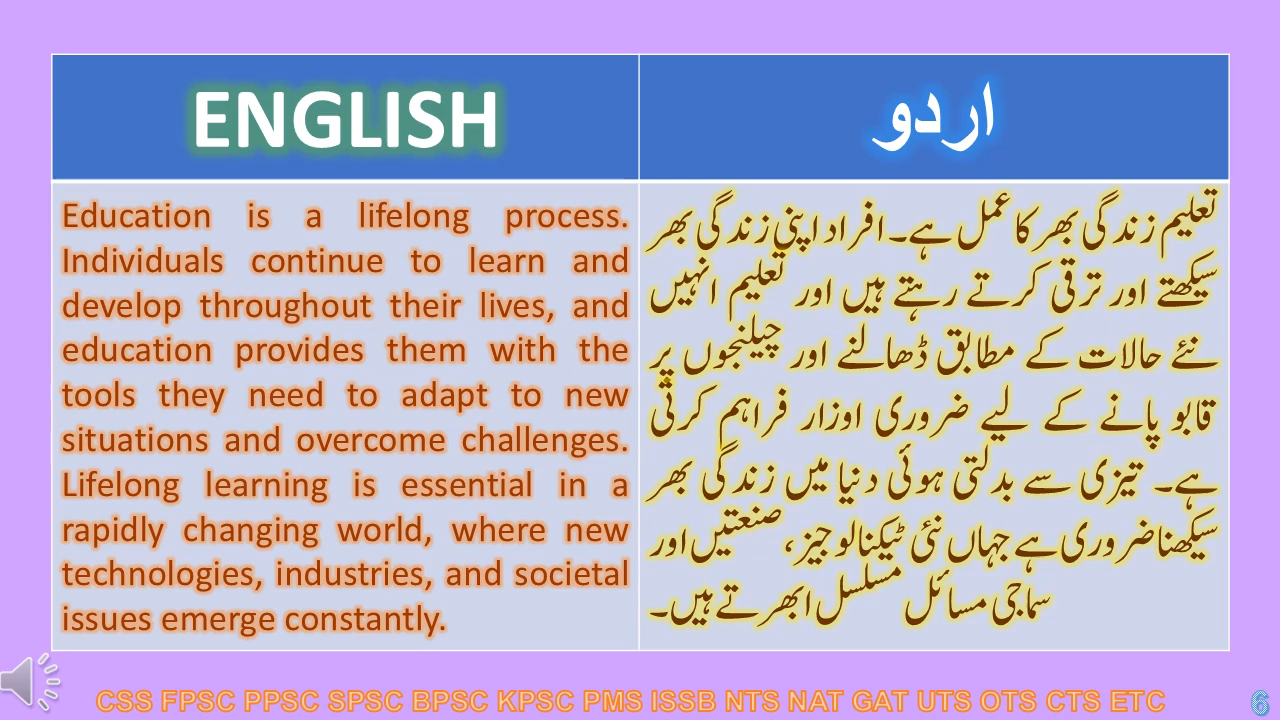 ENGLISH
اردو
Education is a lifelong process.
Individuals continue to learn and
develop throughout their lives, and
education provides them with the
tools they need to adapt to new
situations and overcome challenges.
Lifelong learning is essential in a
rapidly changing world, where new
technologies, industries, and societal
issues emerge constantly.
تعلیم زندگی بھر کا عمل ہے۔ افراد اپنی زندگی بھر
سیکھتے اور ترقی کرتے رہتے ہیں اور تعلیم انہیں
نئے حالات کے مطابق ڈھالنے اور چیلنجوں پر
قابو پانے کے لیے ضروری اوزار فراہم کرتی
ہے۔ تیزی سے بدلتی ہوئی دنیا میں زندگی بھر
سیکھنا ضروری ہے جہاں نئی ٹیکنالوجیز، صنعتیں اور
سماجی مسائل مسلسل ابھرتے ہیں۔
CSS FPSC PPSC SPSC BPSC KPSC PMS ISSB NTS NAT GAT UTS OTS CTS ETC
6